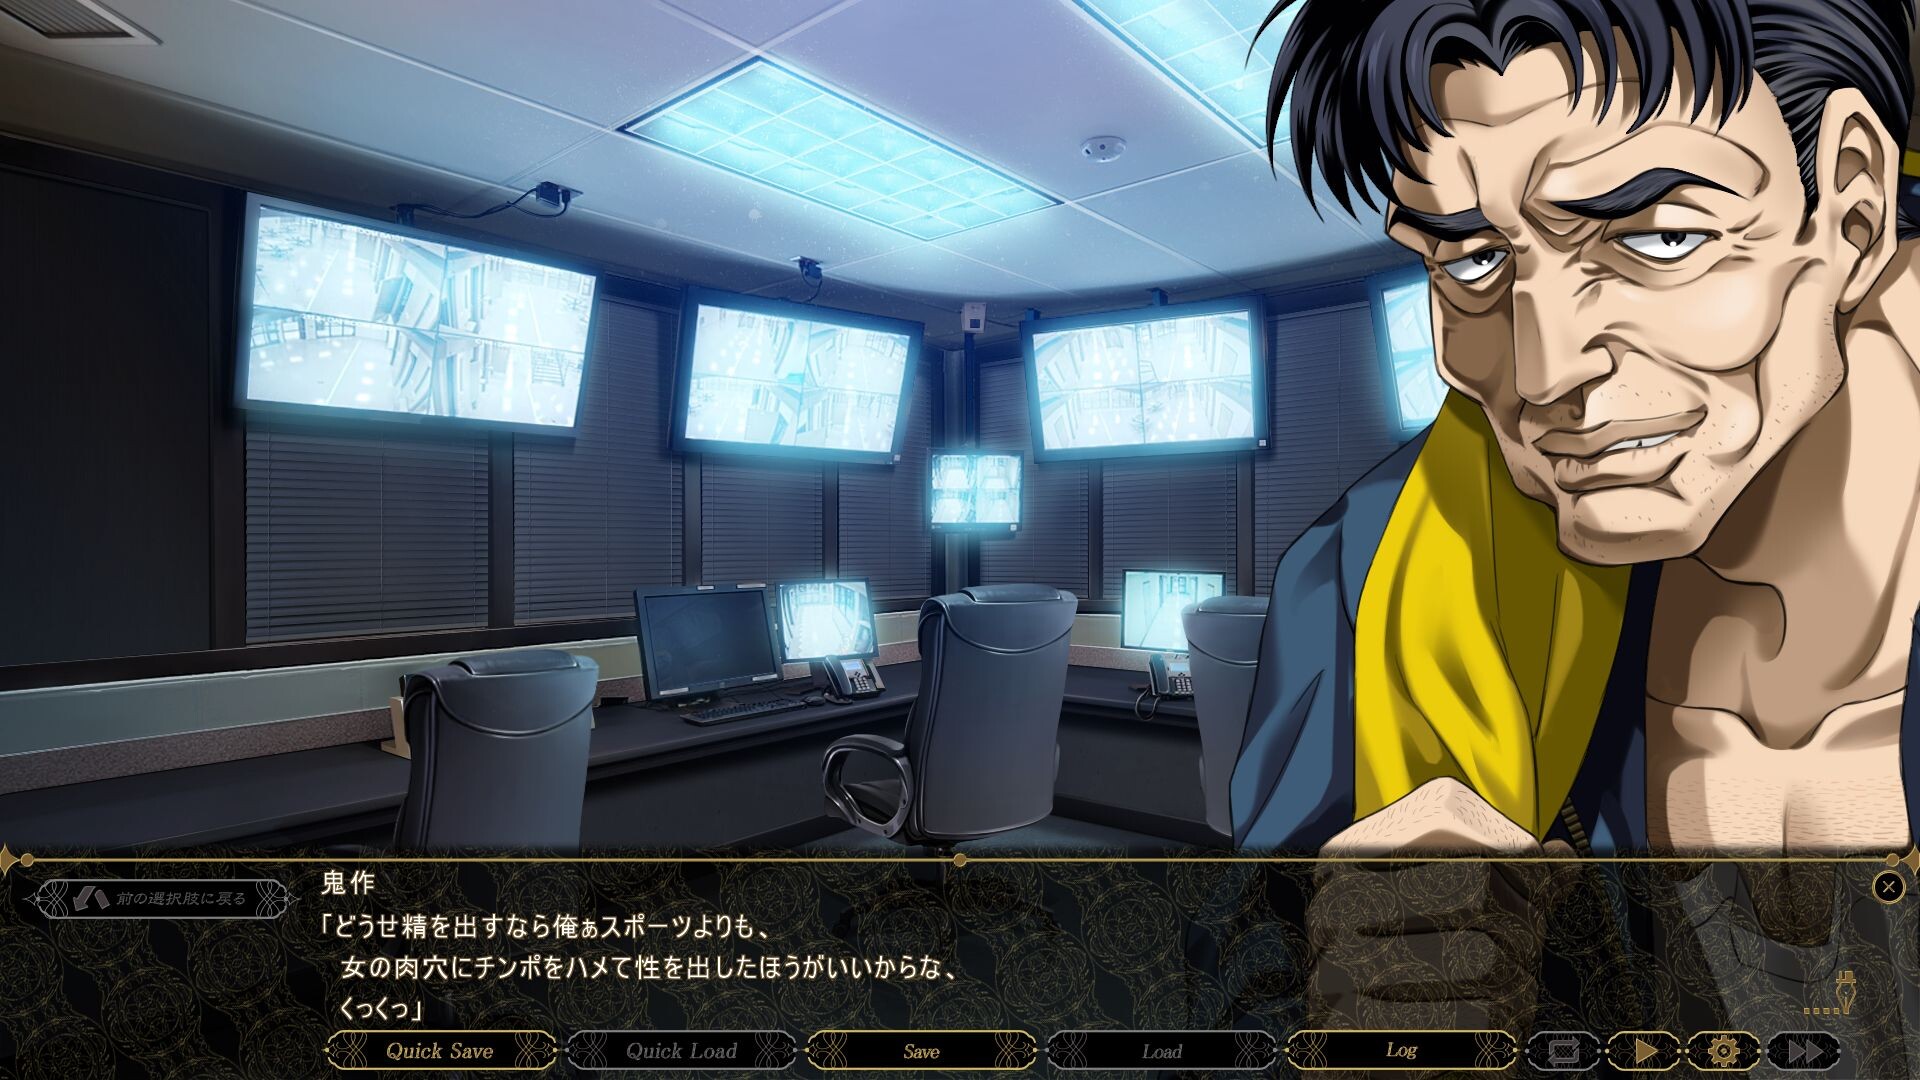 前の選択肢に戻る
鬼作
「どうせ精を出すなら俺ぁスポーツよりも、
女の肉穴にチンポをハメて性を出したほうがいいからな、
くっくっ」
Quick Save
Quick Load
Save
Load
Log